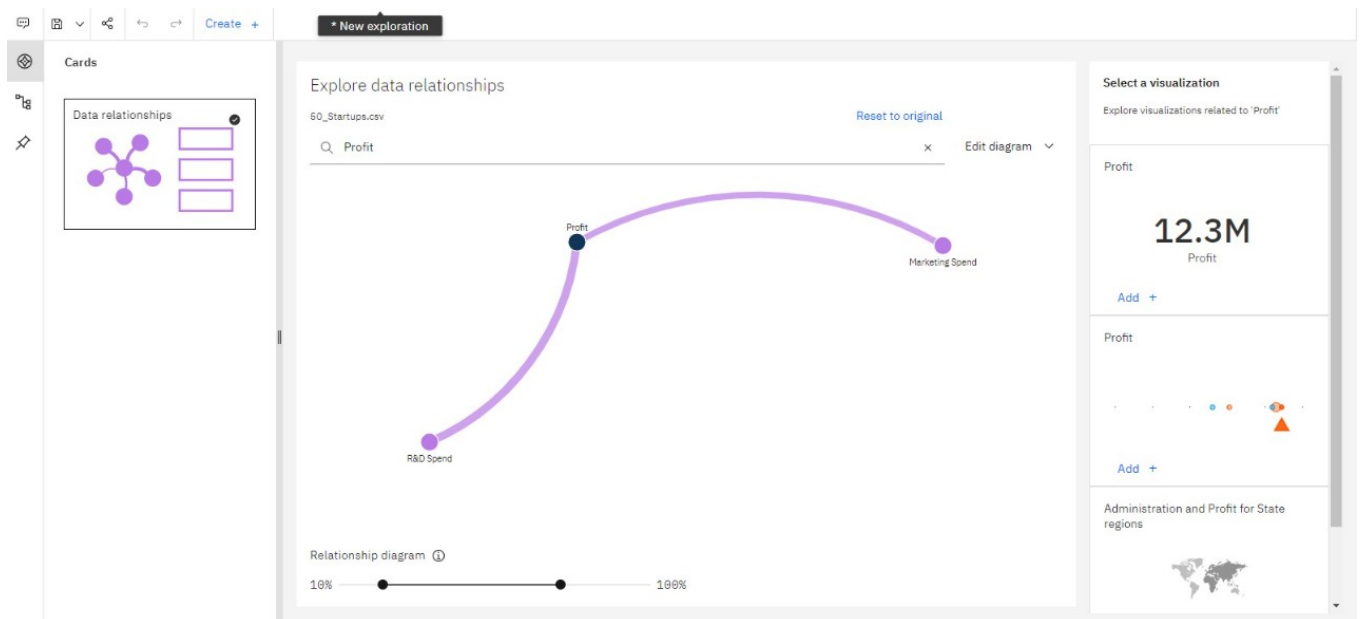 Create +
* New exploration
Cards
Data relationships
Explore data relationships
50_Startups.csv
Reset to original
Profit
×
Edit diagram
Profit
Marketing Spend
R&D Spend
Relationship diagram
10%
100%
Select a visualization
Explore visualizations related to 'Profit'
Profit
12.3M
Profit
Add +
Profit
Add +
Administration and Profit for State
regions